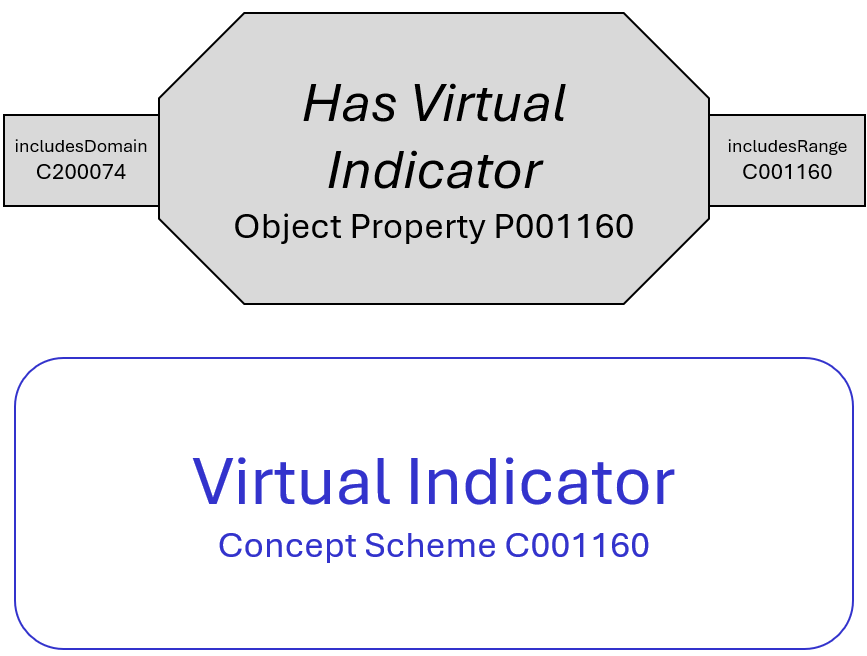 Has Virtual
Indicator
Object Property P001160
includesDomain
C200074
includesRange
C001160
Virtual Indicator
Concept Scheme C001160